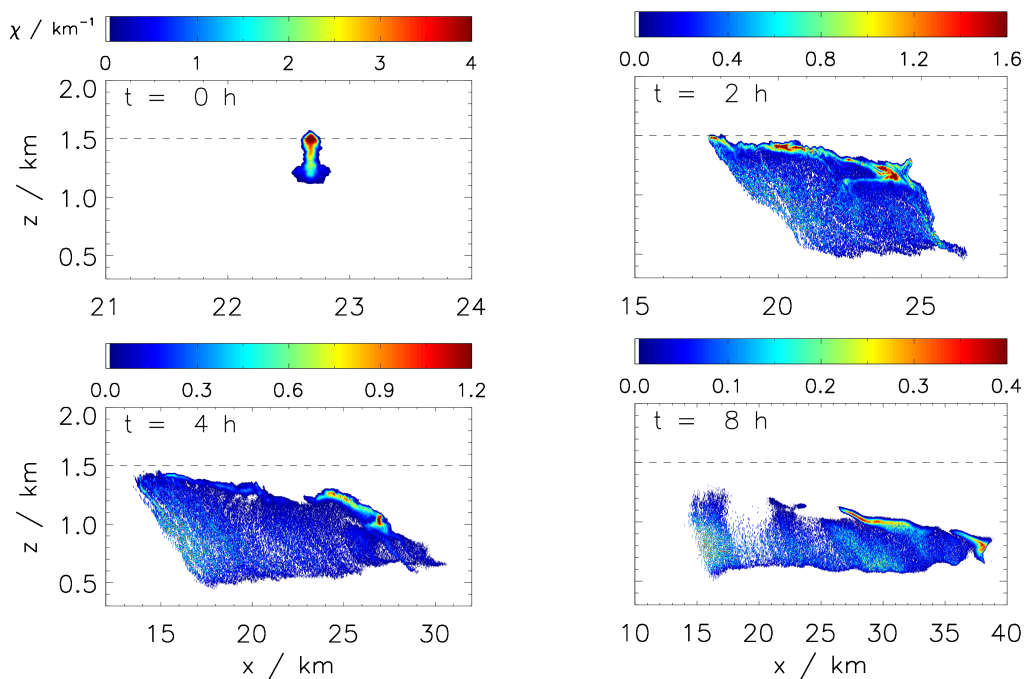 χ / km⁻¹
0 1 2 3 4
0.0 0.4 0.8 1.2 1.6
t = 0 h
t = 2 h
2.0
1.5
1.0
0.5
z / km
21 22 23 24
15 20 25
0.0 0.3 0.6 0.9 1.2
0.0 0.1 0.2 0.3 0.4
t = 4 h
t = 8 h
2.0
1.5
1.0
0.5
z / km
15 20 25 30
10 15 20 25 30 35 40
x / km
x / km